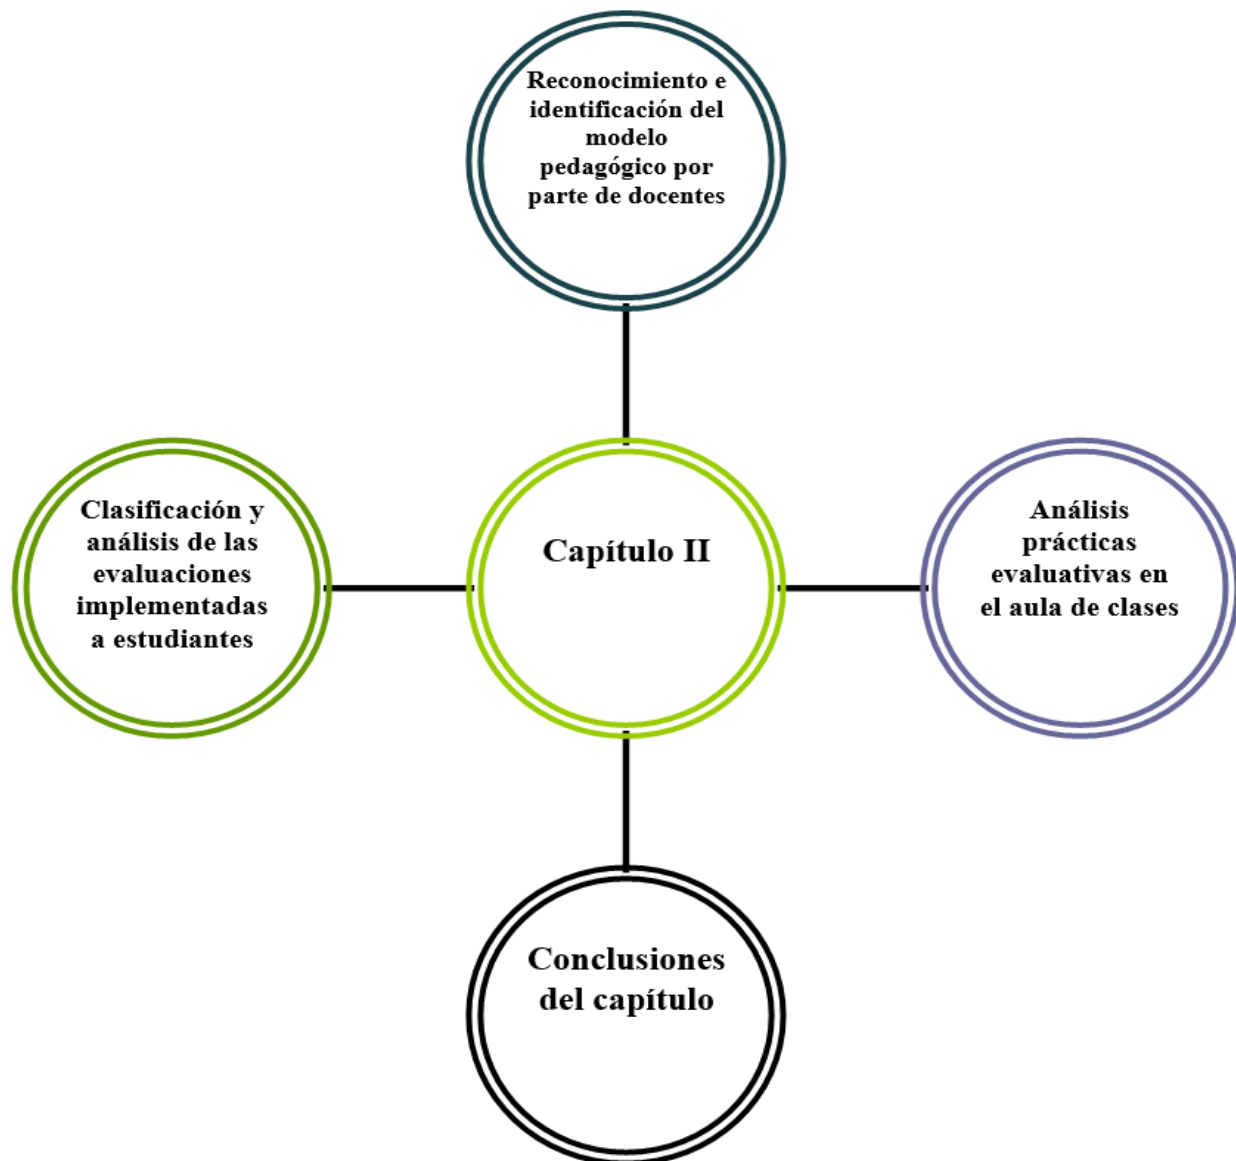 Reconocimiento e
identificación del
modelo
pedagógico por
parte de docentes
Clasificación y
análisis de las
evaluaciones
implementadas
a estudiantes
Capítulo II
Análisis
prácticas
evaluativas en
el aula de clases
Conclusiones
del capítulo